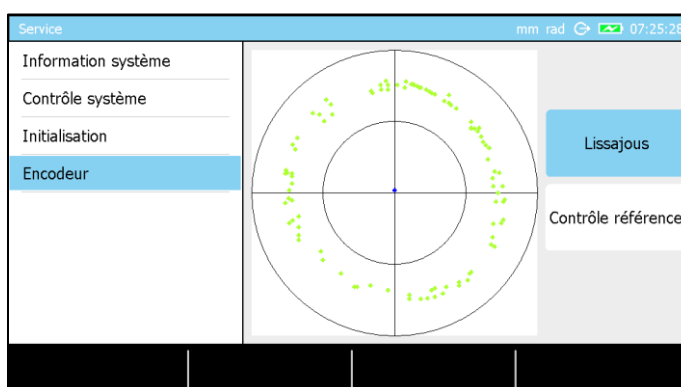 Service
mm rad 07:25:28
Information système
Contrôle système
Initialisation
Encodeur
Lissajous
Contrôle référence